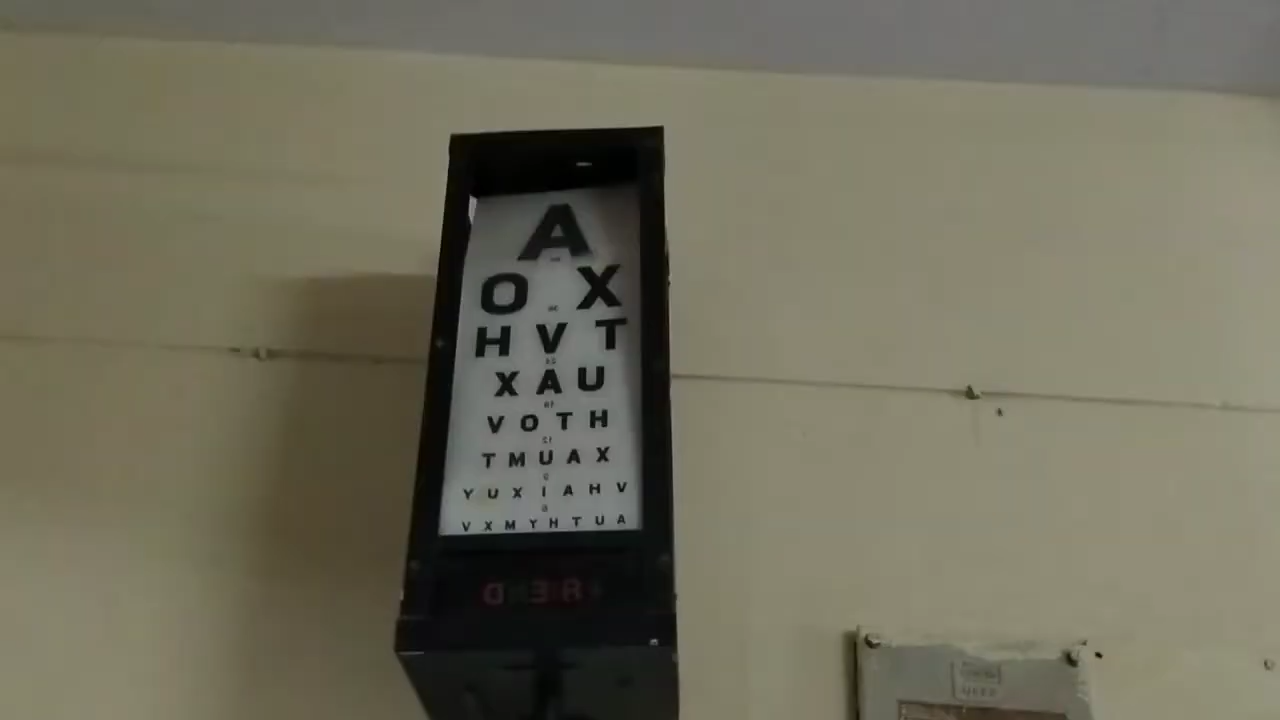 A
O X
H V T
X A U
V O T H
T M U A X
Y U X I A H V
V X M Y H T U A